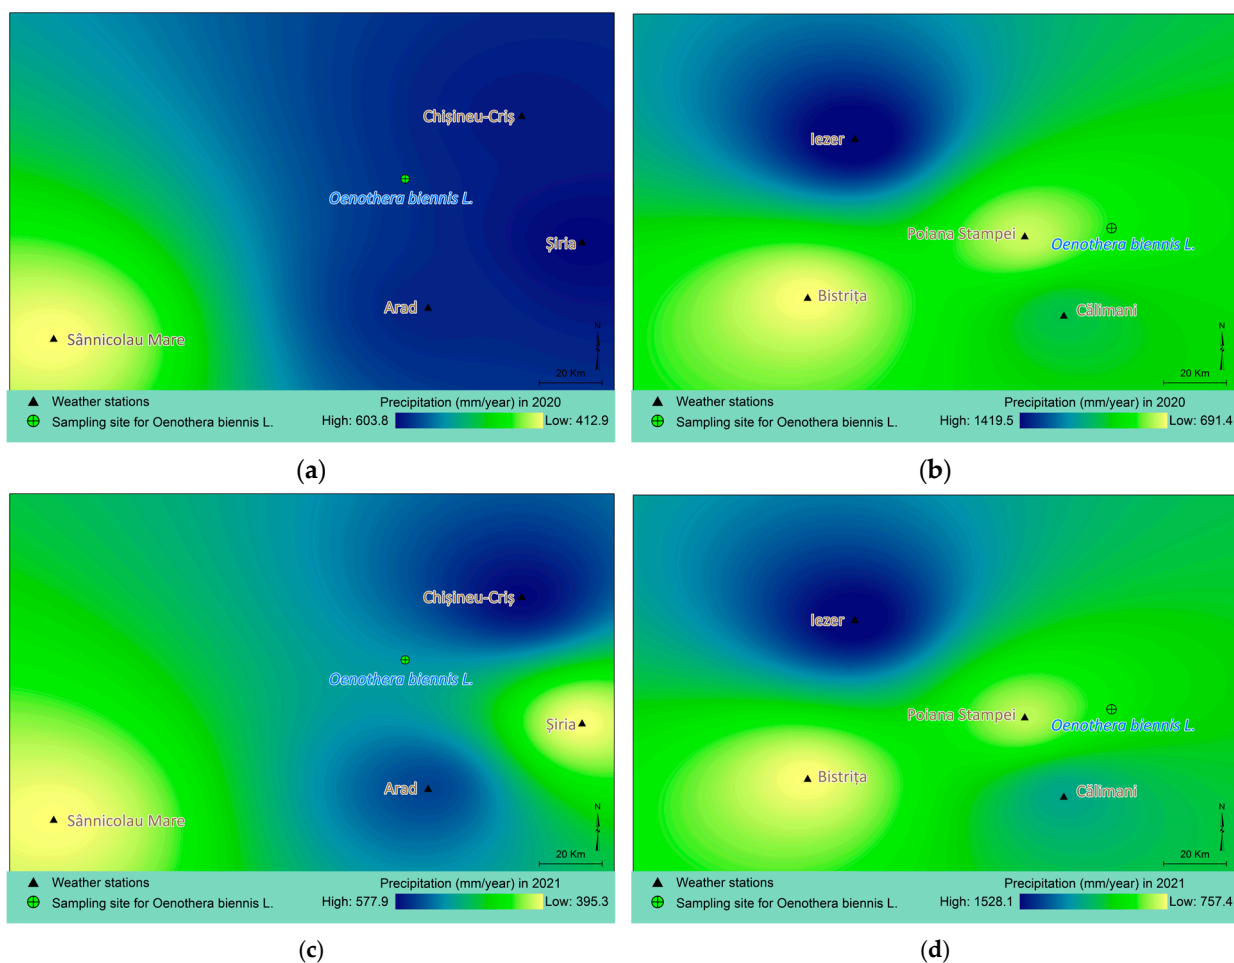 Chișineu-Criș
Oenothera biennis L.
Șiria
Arad
Sânnicolau Mare
N
20 Km
Weather stations
Sampling site for Oenothera biennis L.
Precipitation (mm/year) in 2020
High: 603.8 Low: 412.9
(a)
Iezer
Poiana Stampei
Oenothera biennis L.
Bistrița
Călimani
N
20 Km
Weather stations
Sampling site for Oenothera biennis L.
Precipitation (mm/year) in 2020
High: 1419.5 Low: 691.4
(b)
Chișineu-Criș
Oenothera biennis L.
Șiria
Arad
Sânnicolau Mare
N
20 Km
Weather stations
Sampling site for Oenothera biennis L.
Precipitation (mm/year) in 2021
High: 577.9 Low: 395.3
(c)
Iezer
Poiana Stampei
Oenothera biennis L.
Bistrița
Călimani
N
20 Km
Weather stations
Sampling site for Oenothera biennis L.
Precipitation (mm/year) in 2021
High: 1528.1 Low: 757.4
(d)